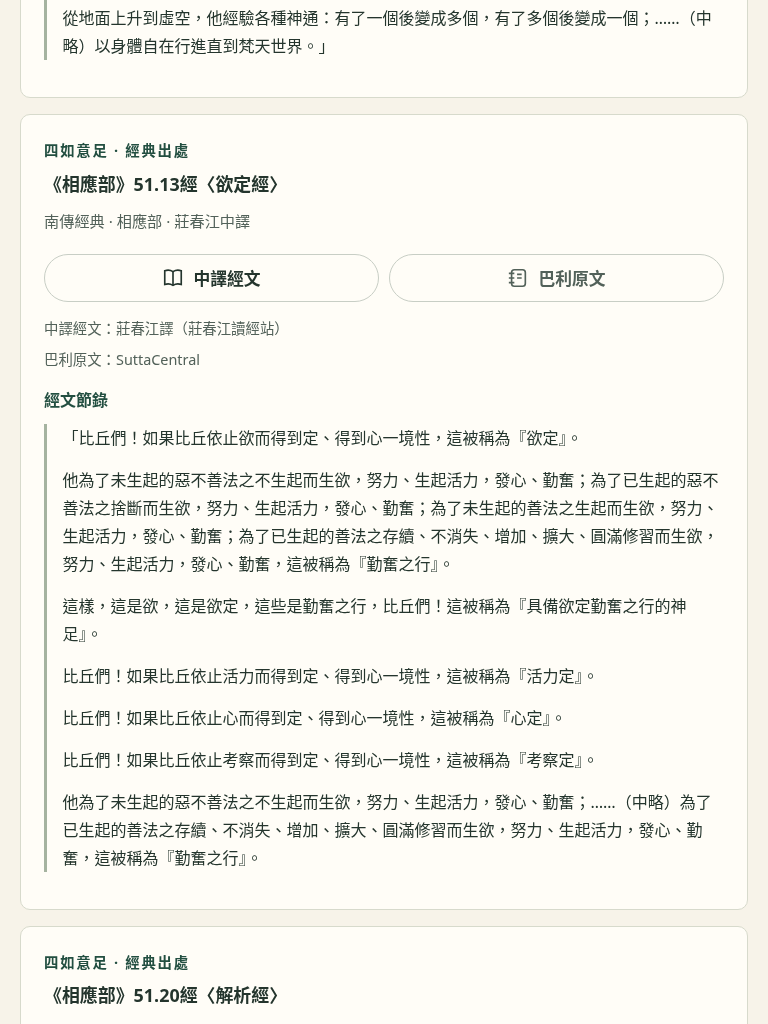 從地面上升到虛空，他經驗各種神通：有了一個後變成多個，有了多個後變成一個；……（中
略）以身體自在行進直到梵天世界。」
四如意足 · 經典出處
《相應部》51.13經〈欲定經〉
南傳經典 · 相應部 · 莊春江中譯
中譯經文
巴利原文
中譯經文：莊春江譯（莊春江讀經站）
巴利原文：SuttaCentral
經文節錄
「比丘們！如果比丘依止欲而得到定、得到心一境性，這被稱為『欲定』。
他為了未生起的惡不善法之不生起而生欲，努力、生起活力，發心、勤奮；為了已生起的惡不
善法之捨斷而生欲，努力、生起活力，發心、勤奮；為了未生起的善法之生起而生欲，努力、
生起活力，發心、勤奮；為了已生起的善法之存續、不消失、增加、擴大、圓滿修習而生欲，
努力、生起活力，發心、勤奮，這被稱為『勤奮之行』。
這樣，這是欲，這是欲定，這些是勤奮之行，比丘們！這被稱為『具備欲定勤奮之行的神
足』。
比丘們！如果比丘依止活力而得到定、得到心一境性，這被稱為『活力定』。
比丘們！如果比丘依止心而得到定、得到心一境性，這被稱為『心定』。
比丘們！如果比丘依止考察而得到定、得到心一境性，這被稱為『考察定』。
他為了未生起的惡不善法之不生起而生欲，努力、生起活力，發心、勤奮；……（中略）為了
已生起的善法之存續、不消失、增加、擴大、圓滿修習而生欲，努力、生起活力，發心、勤
奮，這被稱為『勤奮之行』。
四如意足 · 經典出處
《相應部》51.20經〈解析經〉